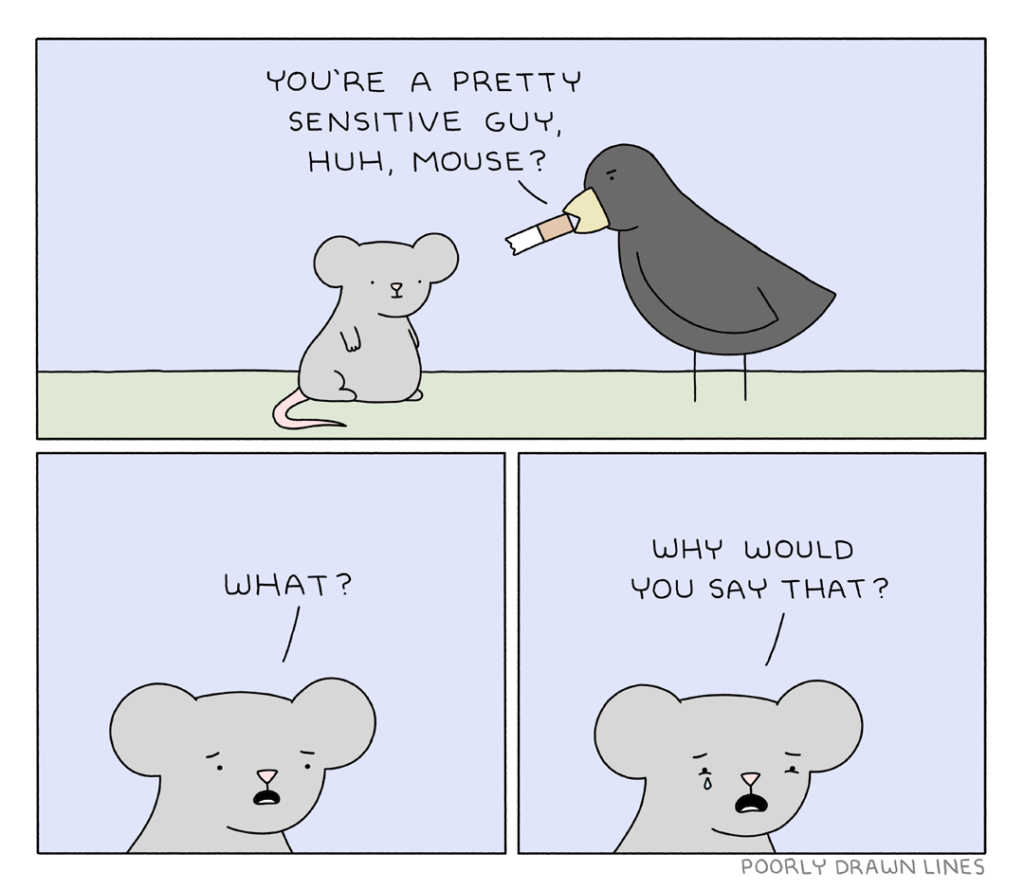 YOU'RE A PRETTY
SENSITIVE GUY,
HUH, MOUSE?
WHAT?
WHY WOULD
YOU SAY THAT?
POORLY DRAWN LINES